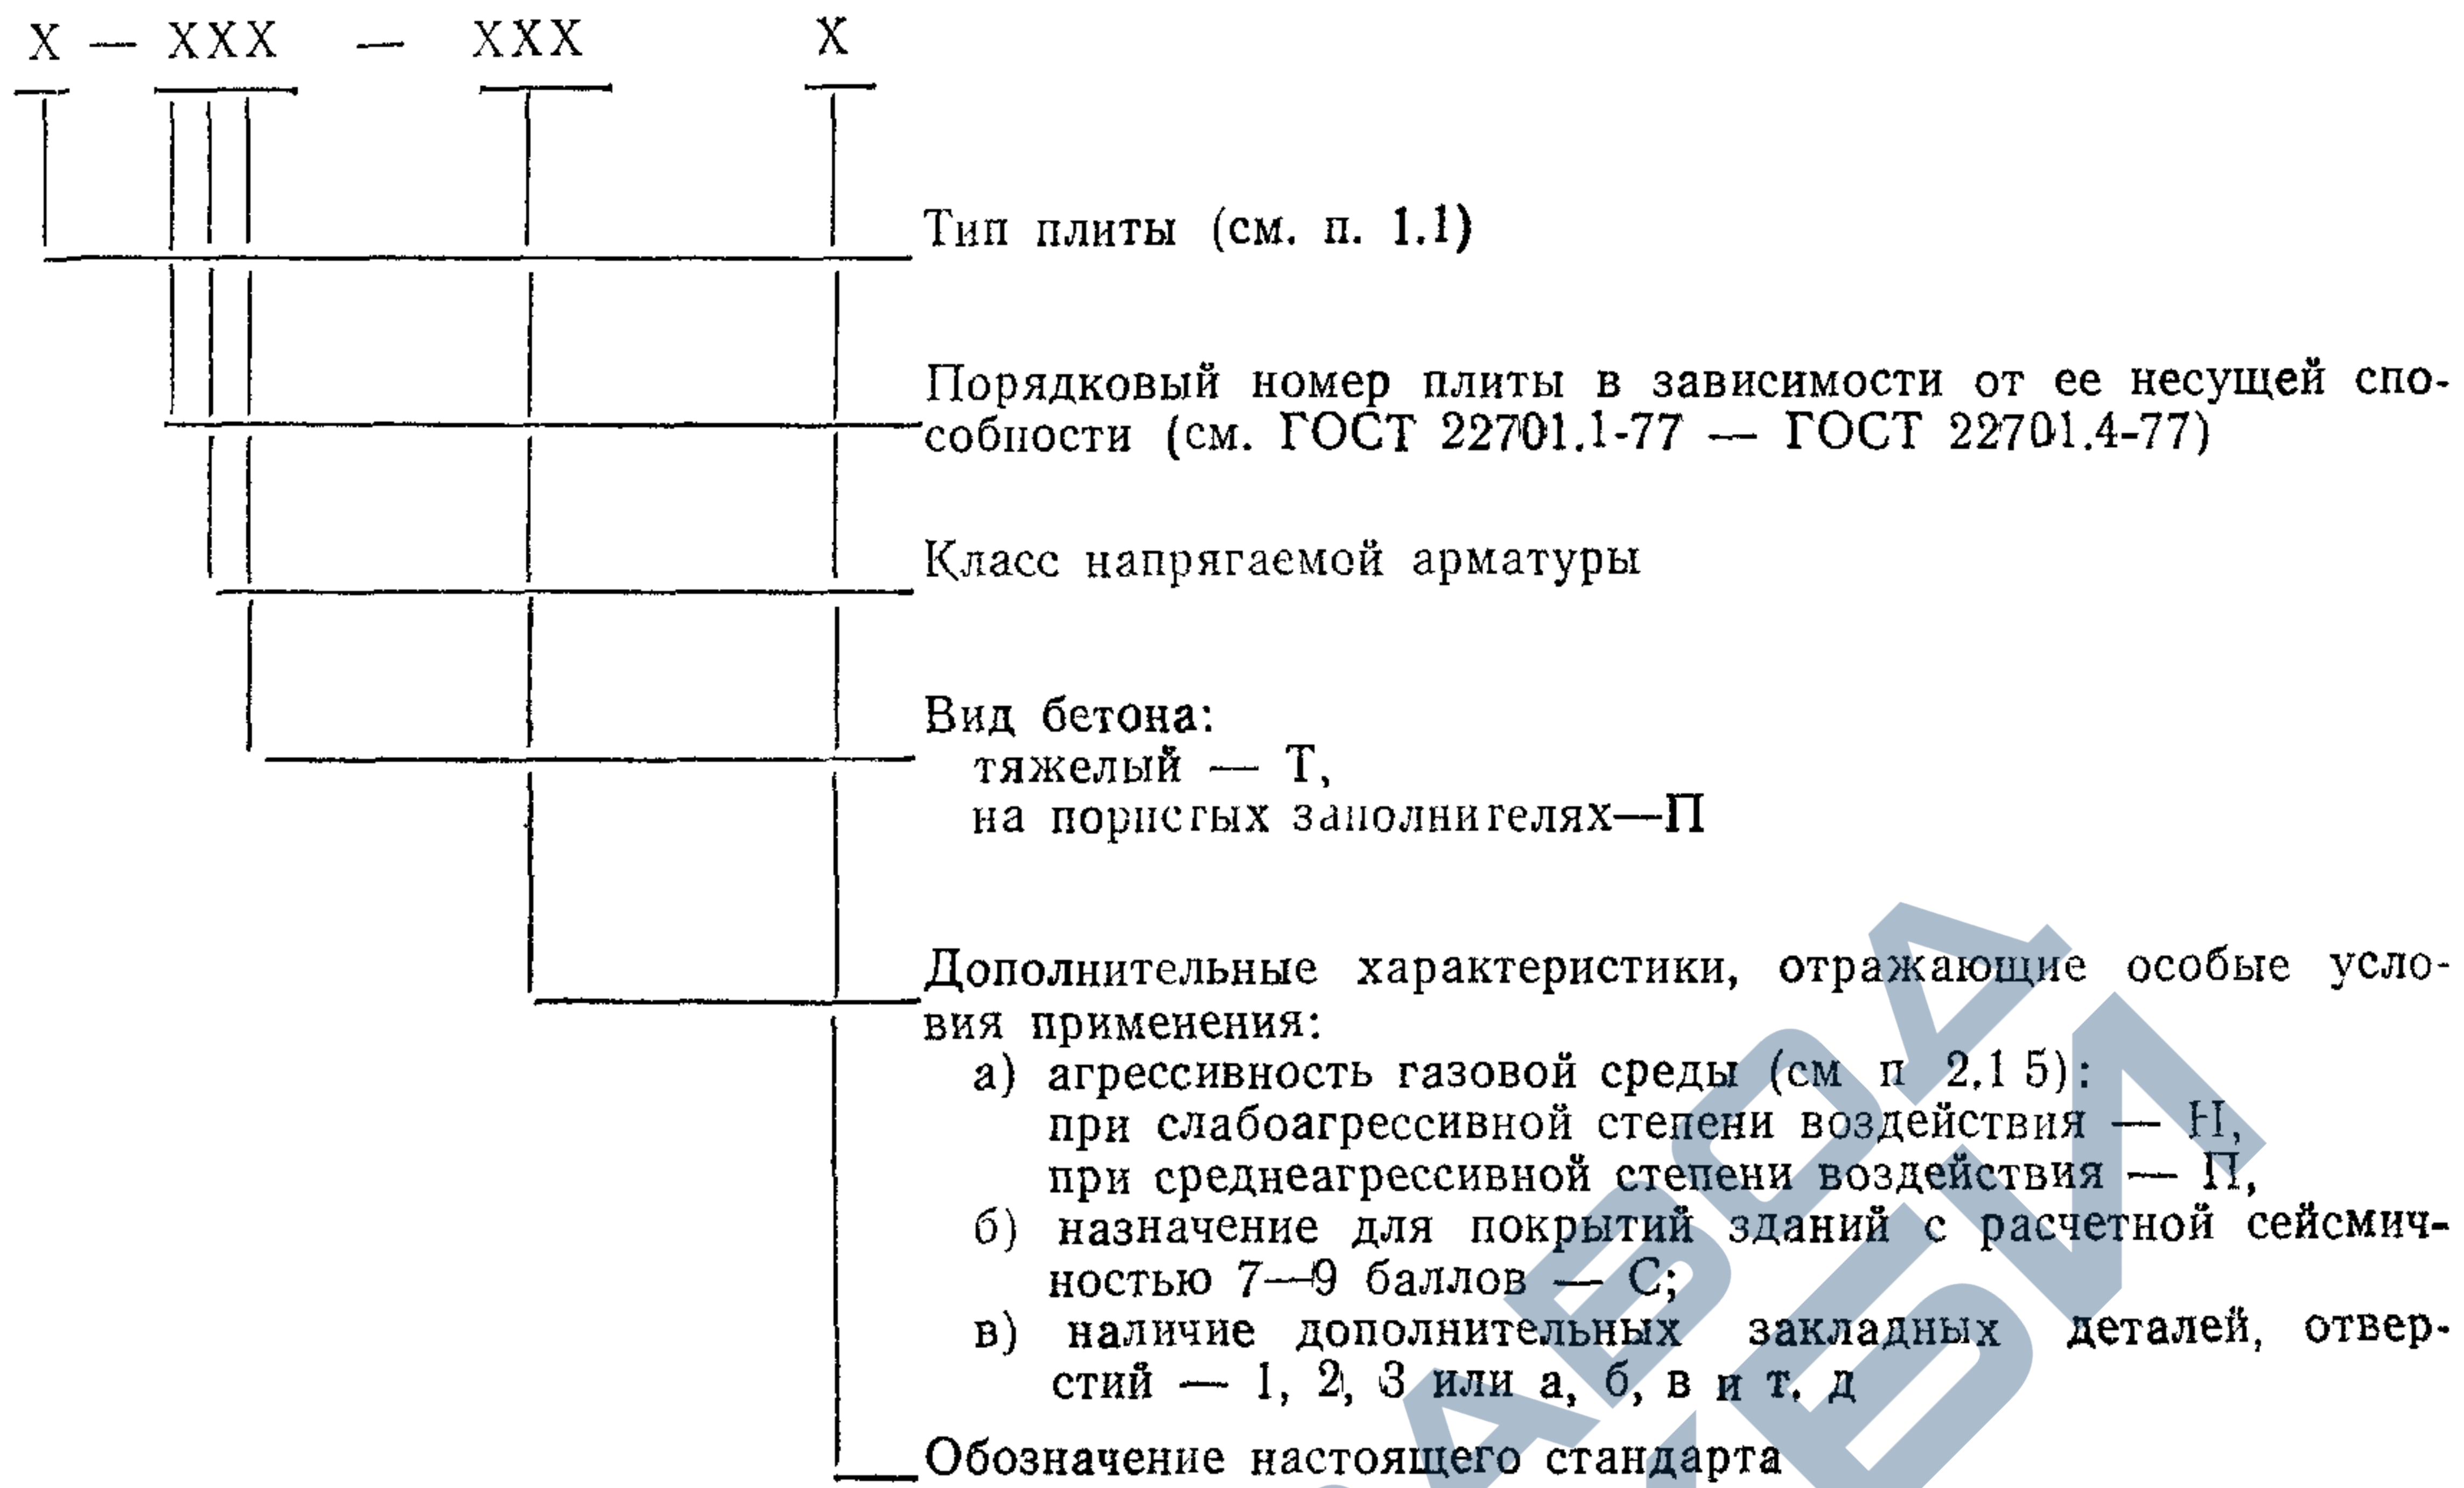 X — XXX — XXX X
Тип плиты (см. п. 1.1)
Порядковый номер плиты в зависимости от ее несущей спо-
собности (см. ГОСТ 22701.1-77 — ГОСТ 22701.4-77)
Класс напрягаемой арматуры
Вид бетона:
тяжелый — Т,
на пористых заполнителях—П
Дополнительные характеристики, отражающие особые усло-
вия применения:
а) агрессивность газовой среды (см п 2.1 5):
при слабоагрессивной степени воздействия — Н,
при среднеагрессивной степени воздействия — П,
б) назначение для покрытий зданий с расчетной сейсмич-
ностью 7—9 баллов — С;
в) наличие дополнительных закладных деталей, отвер-
стий — 1, 2, 3 или а, б, в и т. д
Обозначение настоящего стандарта